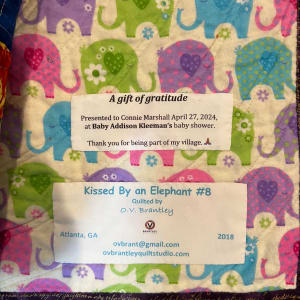 A gift of gratitude
Presented to Connie Marshall April 27, 2024,
at Baby Addison Kleeman's baby shower.
Thank you for being part of my village. 🙏
Kissed By an Elephant #8
Quilted by
O.V. Brantley
Atlanta, GA
2018
ovbrant@gmail.com
ovbrantleyquiltstudio.com